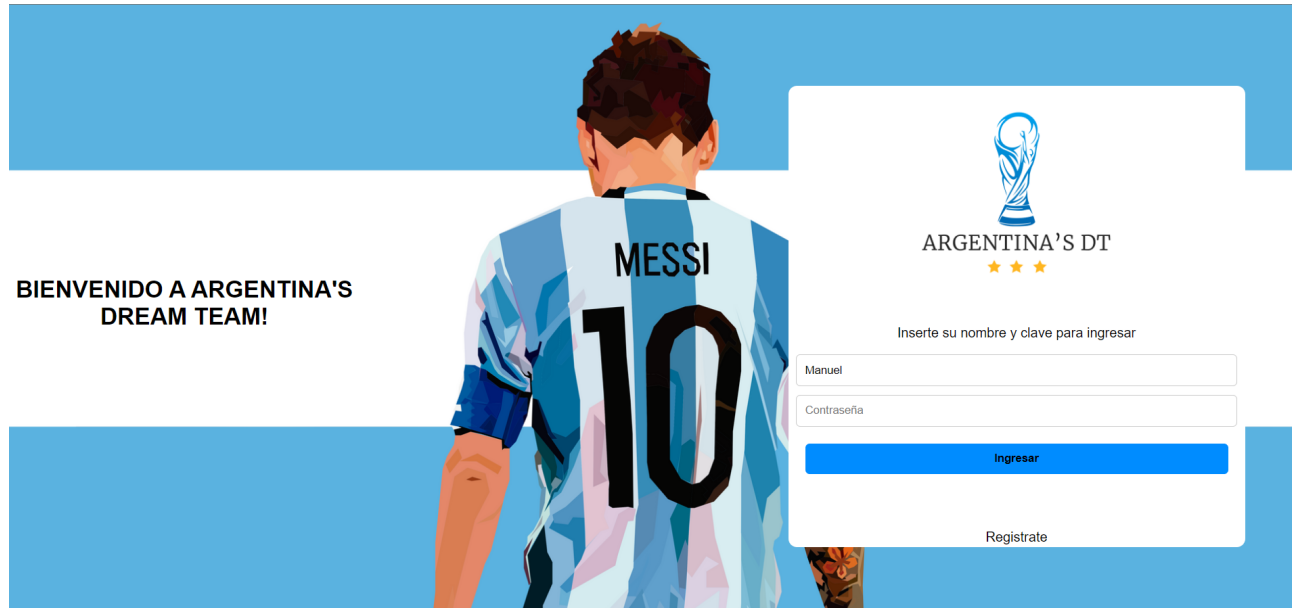 BIENVENIDO A ARGENTINA'S
DREAM TEAM!
MESSI
10
ARGENTINA’S DT
Inserte su nombre y clave para ingresar
Manuel
Contraseña
Ingresar
Registrate